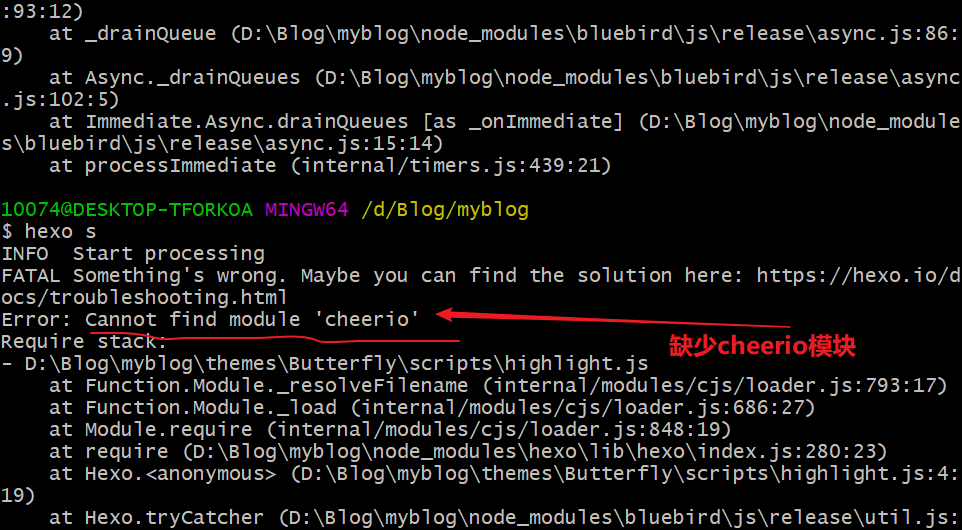 :93:12)
    at _drainQueue (D:\Blog\myblog\node_modules\bluebird\js\release\async.js:86:
9)
    at Async._drainQueues (D:\Blog\myblog\node_modules\bluebird\js\release\async
.js:102:5)
    at Immediate.Async.drainQueues [as _onImmediate] (D:\Blog\myblog\node_module
s\bluebird\js\release\async.js:15:14)
    at processImmediate (internal/timers.js:439:21)
10074@DESKTOP-TFORKOA MINGW64 /d/Blog/myblog
$ hexo s
INFO  Start processing
FATAL Something's wrong. Maybe you can find the solution here: https://hexo.io/d
ocs/troubleshooting.html
Error: Cannot find module 'cheerio'
Require stack:
缺少cheerio模块
- D:\Blog\myblog\themes\Butterfly\scripts\highlight.js
    at Function.Module._resolveFilename (internal/modules/cjs/loader.js:793:17)
    at Function.Module._load (internal/modules/cjs/loader.js:686:27)
    at Module.require (internal/modules/cjs/loader.js:848:19)
    at require (D:\Blog\myblog\node_modules\hexo\lib\hexo\index.js:280:23)
    at Hexo.<anonymous> (D:\Blog\myblog\themes\Butterfly\scripts\highlight.js:4:
19)
    at Hexo.tryCatcher (D:\Blog\myblog\node_modules\bluebird\js\release\util.js: